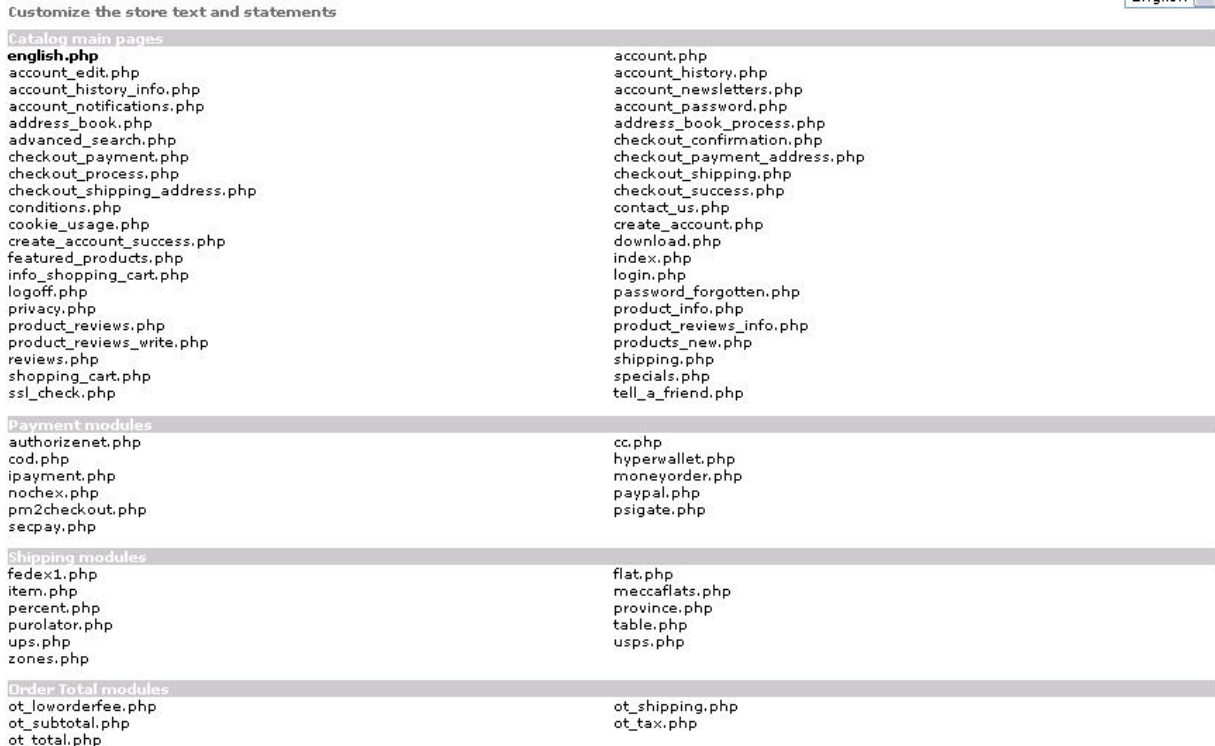 English
Customize the store text and statements
Catalog main pages
english.php account.php
account_edit.php account_history.php
account_history_info.php account_newsletters.php
account_notifications.php account_password.php
address_book.php address_book_process.php
advanced_search.php checkout_confirmation.php
checkout_payment.php checkout_payment_address.php
checkout_process.php checkout_shipping.php
checkout_shipping_address.php checkout_success.php
conditions.php contact_us.php
cookie_usage.php create_account.php
create_account_success.php download.php
featured_products.php index.php
info_shopping_cart.php login.php
logoff.php password_forgotten.php
privacy.php product_info.php
product_reviews.php product_reviews_info.php
product_reviews_write.php products_new.php
reviews.php shipping.php
shopping_cart.php specials.php
ssl_check.php tell_a_friend.php
Payment modules
authorizenet.php cc.php
cod.php hyperwallet.php
ipayment.php moneyorder.php
nochex.php paypal.php
pm2checkout.php psigate.php
secpay.php
Shipping modules
fedex1.php flat.php
item.php meccaflats.php
percent.php province.php
purolator.php table.php
ups.php usps.php
zones.php
Order Total modules
ot_loworderfee.php ot_shipping.php
ot_subtotal.php ot_tax.php
ot_total.php